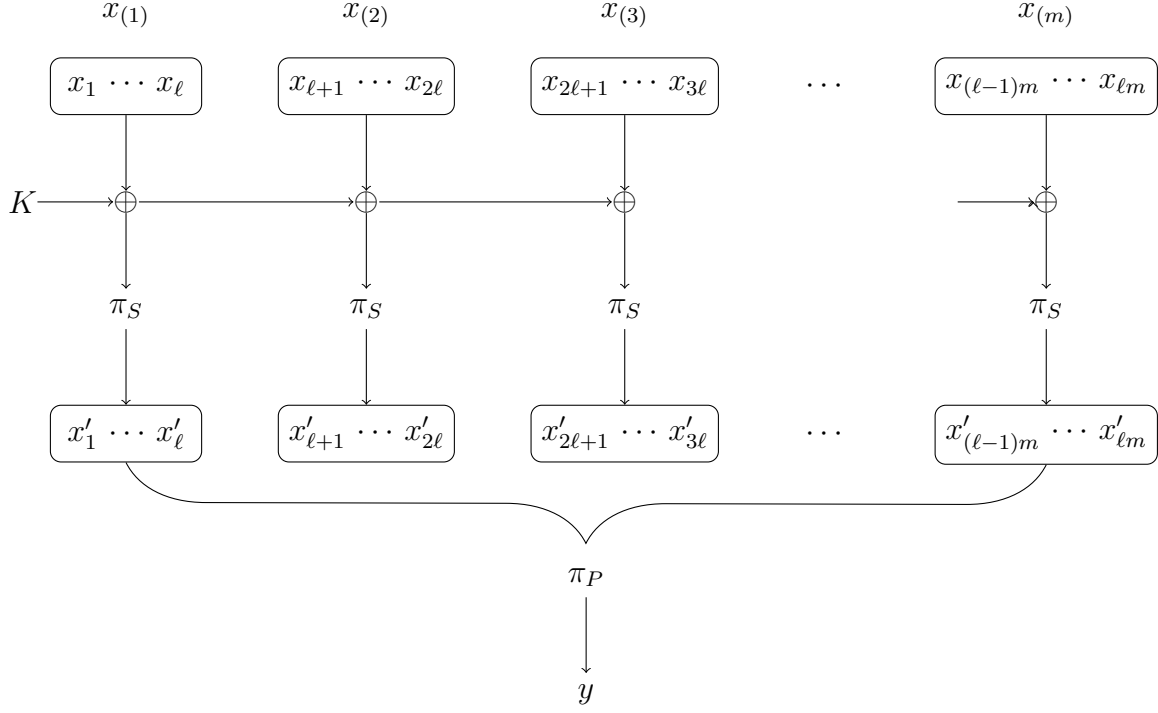 x_{(1)} x_{(2)} x_{(3)} x_{(m)}
x_1 ⋯ x_ℓ x_{ℓ+1} ⋯ x_{2ℓ} x_{2ℓ+1} ⋯ x_{3ℓ} ⋯ x_{(ℓ−1)m} ⋯ x_{ℓm}
K ⊕ ⊕ ⊕ ⊕
π_S π_S π_S π_S
x'_1 ⋯ x'_ℓ x'_{ℓ+1} ⋯ x'_{2ℓ} x'_{2ℓ+1} ⋯ x'_{3ℓ} ⋯ x'_{(ℓ−1)m} ⋯ x'_{ℓm}
π_P
y